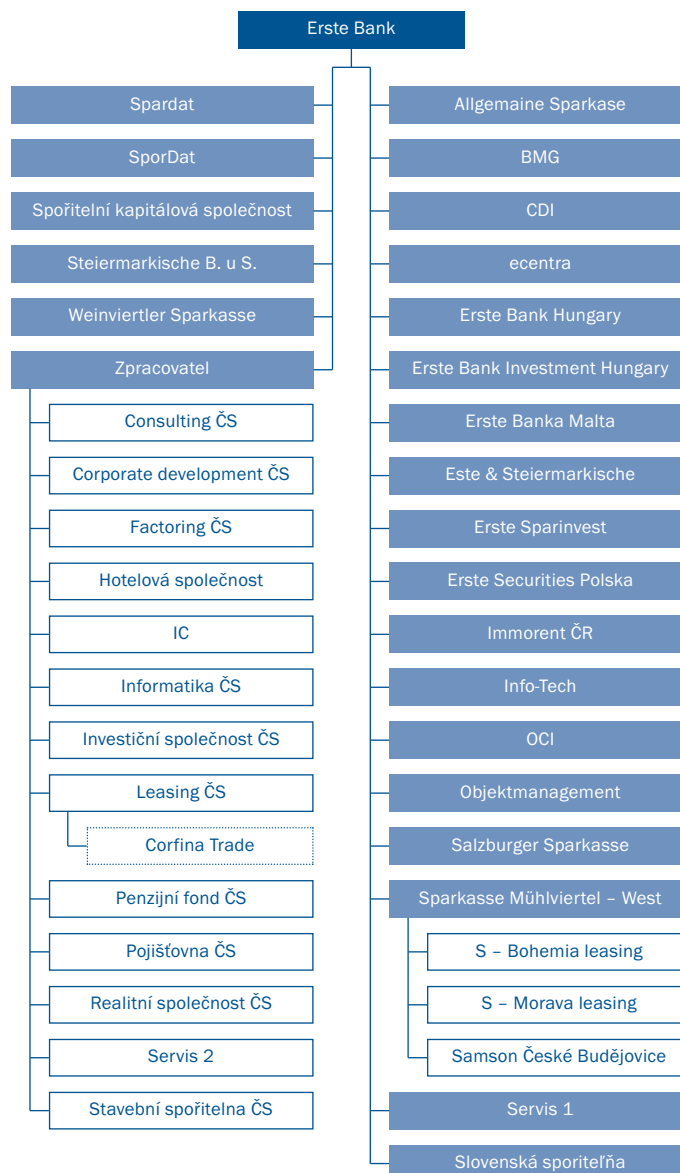 Erste Bank
Spardat
SporDat
Spořitelní kapitálová společnost
Steiermarkische B. u S.
Weinviertler Sparkasse
Zpracovatel
Consulting ČS
Corporate development ČS
Factoring ČS
Hotelová společnost
IC
Informatika ČS
Investiční společnost ČS
Leasing ČS
Corfina Trade
Penzijní fond ČS
Pojišťovna ČS
Realitní společnost ČS
Servis 2
Stavební spořitelna ČS
Allgemaine Sparkase
BMG
CDI
ecentra
Erste Bank Hungary
Erste Bank Investment Hungary
Erste Banka Malta
Este & Steiermarkische
Erste Sparinvest
Erste Securities Polska
Immorent ČR
Info-Tech
OCI
Objektmanagement
Salzburger Sparkasse
Sparkasse Mühlviertel – West
S – Bohemia leasing
S – Morava leasing
Samson České Budějovice
Servis 1
Slovenská sporiteľňa